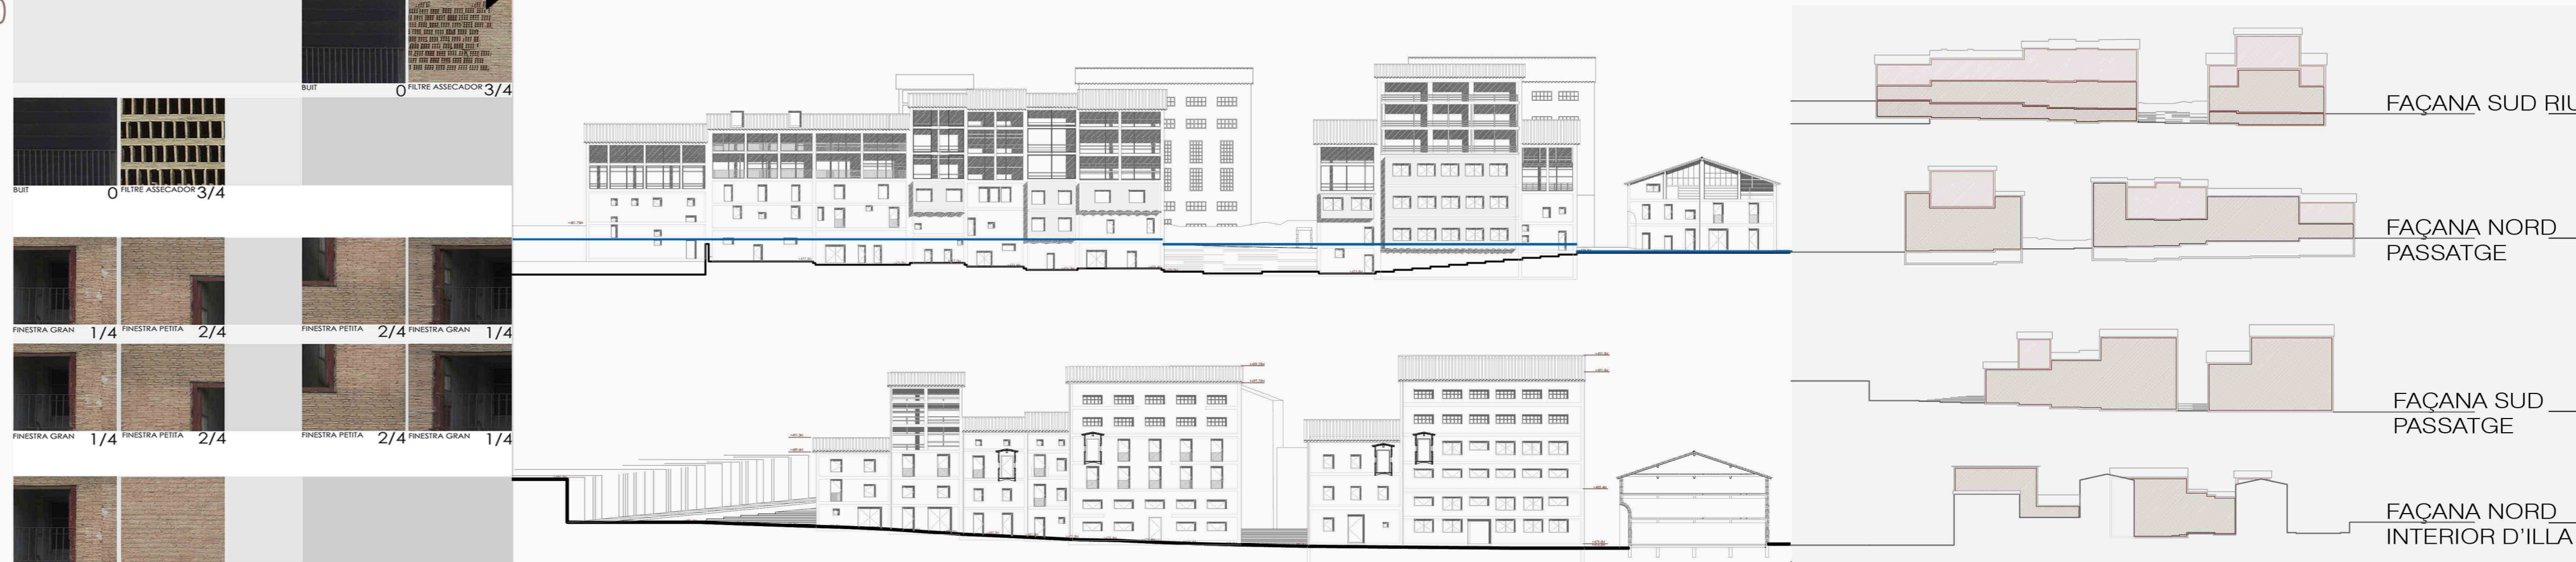 BUIT 0 FILTRE ASSECADOR 3/4
BUIT 0 FILTRE ASSECADOR 3/4
FINESTRA GRAN 1/4 FINESTRA PETITA 2/4 FINESTRA PETITA 2/4 FINESTRA GRAN 1/4
FINESTRA GRAN 1/4 FINESTRA PETITA 2/4 FINESTRA PETITA 2/4 FINESTRA GRAN 1/4
FAÇANA SUD RIU
FAÇANA NORD
PASSATGE
FAÇANA SUD
PASSATGE
FAÇANA NORD
INTERIOR D'ILLA